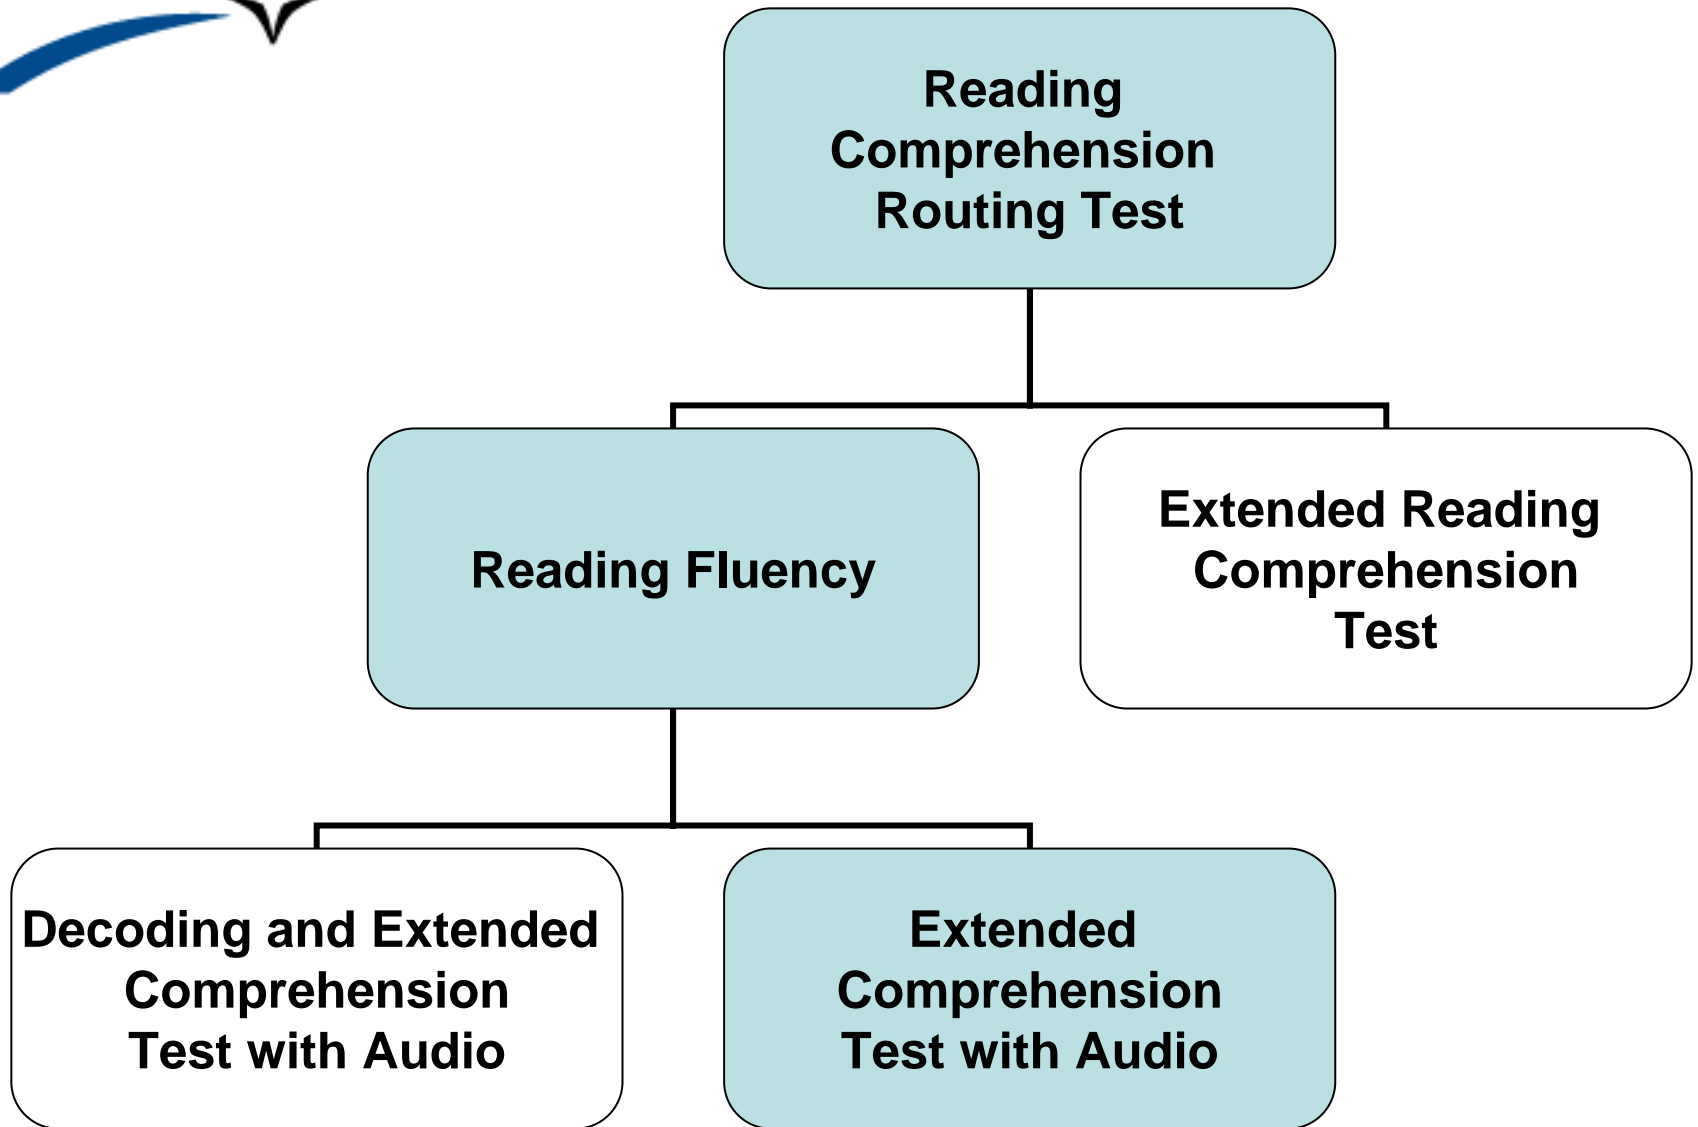 Reading
Comprehension
Routing Test
Reading Fluency
Extended Reading
Comprehension
Test
Decoding and Extended
Comprehension
Test with Audio
Extended
Comprehension
Test with Audio